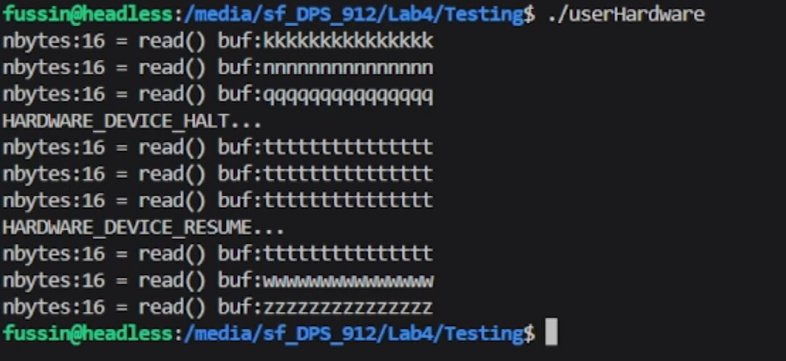 fussin@headless:/media/sf_DPS_912/Lab4/Testing$ ./userHardware
nbytes:16 = read() buf:kkkkkkkkkkkkkkk
nbytes:16 = read() buf:nnnnnnnnnnnnnnn
nbytes:16 = read() buf:qqqqqqqqqqqqqqq
HARDWARE_DEVICE_HALT...
nbytes:16 = read() buf:ttttttttttttttt
nbytes:16 = read() buf:ttttttttttttttt
nbytes:16 = read() buf:ttttttttttttttt
HARDWARE_DEVICE_RESUME...
nbytes:16 = read() buf:ttttttttttttttt
nbytes:16 = read() buf:wwwwwwwwwwwwwww
nbytes:16 = read() buf:zzzzzzzzzzzzzzz
fussin@headless:/media/sf_DPS_912/Lab4/Testing$